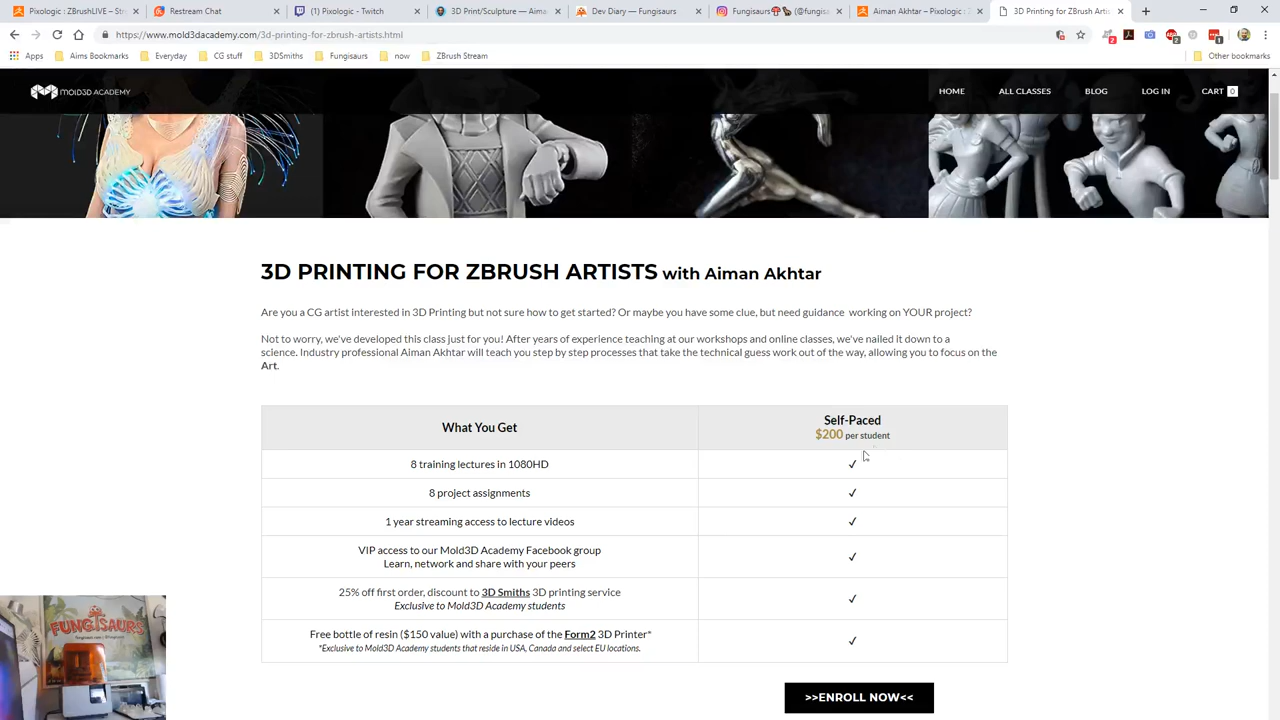 Pixologic : ZBrushLIVE – Stre
Restream Chat
(1) Pixologic - Twitch
3D Print/Sculpture — Aima
Dev Diary — Fungisaurs
Fungisaurs (@fungisa
Aiman Akhtar – Pixologic : Z
3D Printing for ZBrush Artis
https://www.mold3dacademy.com/3d-printing-for-zbrush-artists.html
Apps
Aims Bookmarks
Everyday
CG stuff
3DSmiths
Fungisaurs
now
ZBrush Stream
Other bookmarks
MOLD3D ACADEMY
HOME
ALL CLASSES
BLOG
LOG IN
CART 0
3D PRINTING FOR ZBRUSH ARTISTS with Aiman Akhtar
Are you a CG artist interested in 3D Printing but not sure how to get started? Or maybe you have some clue, but need guidance working on YOUR project?
Not to worry, we've developed this class just for you! After years of experience teaching at our workshops and online classes, we've nailed it down to a
science. Industry professional Aiman Akhtar will teach you step by step processes that take the technical guess work out of the way, allowing you to focus on the
Art.
What You Get
Self-Paced
$200 per student
8 training lectures in 1080HD
✓
8 project assignments
✓
1 year streaming access to lecture videos
✓
VIP access to our Mold3D Academy Facebook group
Learn, network and share with your peers
✓
25% off first order, discount to 3D Smiths 3D printing service
Exclusive to Mold3D Academy students
✓
Free bottle of resin ($150 value) with a purchase of the Form2 3D Printer*
*Exclusive to Mold3D Academy students that reside in USA, Canada and select EU locations.
✓
>>ENROLL NOW<<
FUNGISAURS